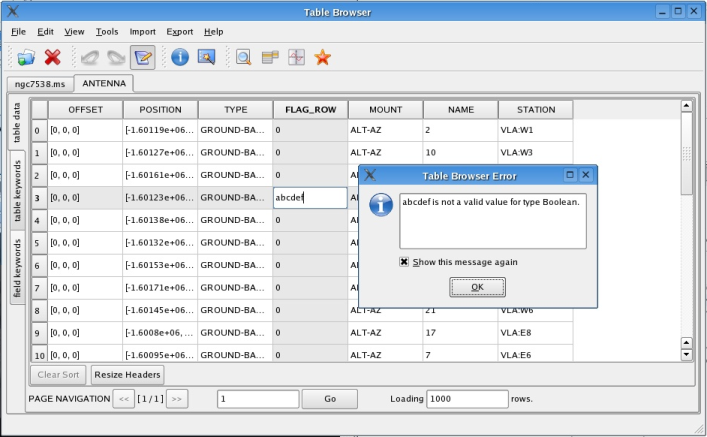 Table Browser
File Edit View Tools Import Export Help
ngc7538.ms ANTENNA
table data
table keywords
field keywords
OFFSET POSITION TYPE FLAG_ROW MOUNT NAME STATION
0 [0, 0, 0] [-1.60119e+06... GROUND-BA... 0 ALT-AZ 2 VLA:W1
1 [0, 0, 0] [-1.60127e+06... GROUND-BA... 0 ALT-AZ 10 VLA:W3
2 [0, 0, 0] [-1.60161e+06... GROUND-BA... 0
3 [0, 0, 0] [-1.60123e+06... GROUND-BA... abcdef
4 [0, 0, 0] [-1.60138e+06... GROUND-BA... 0
5 [0, 0, 0] [-1.60132e+06... GROUND-BA... 0
6 [0, 0, 0] [-1.60153e+06... GROUND-BA... 0
7 [0, 0, 0] [-1.60171e+06... GROUND-BA... 0
8 [0, 0, 0] [-1.60145e+06... GROUND-BA... 0 ALT-AZ 21 VLA:W6
9 [0, 0, 0] [-1.6008e+06, ... GROUND-BA... 0 ALT-AZ 17 VLA:E8
10 [0, 0, 0] [-1.60095e+06... GROUND-BA... 0 ALT-AZ 7 VLA:E6
Table Browser Error
abcdef is not a valid value for type Boolean.
Show this message again
OK
Clear Sort Resize Headers
PAGE NAVIGATION << [ 1 / 1 ] >> 1 Go Loading 1000 rows.